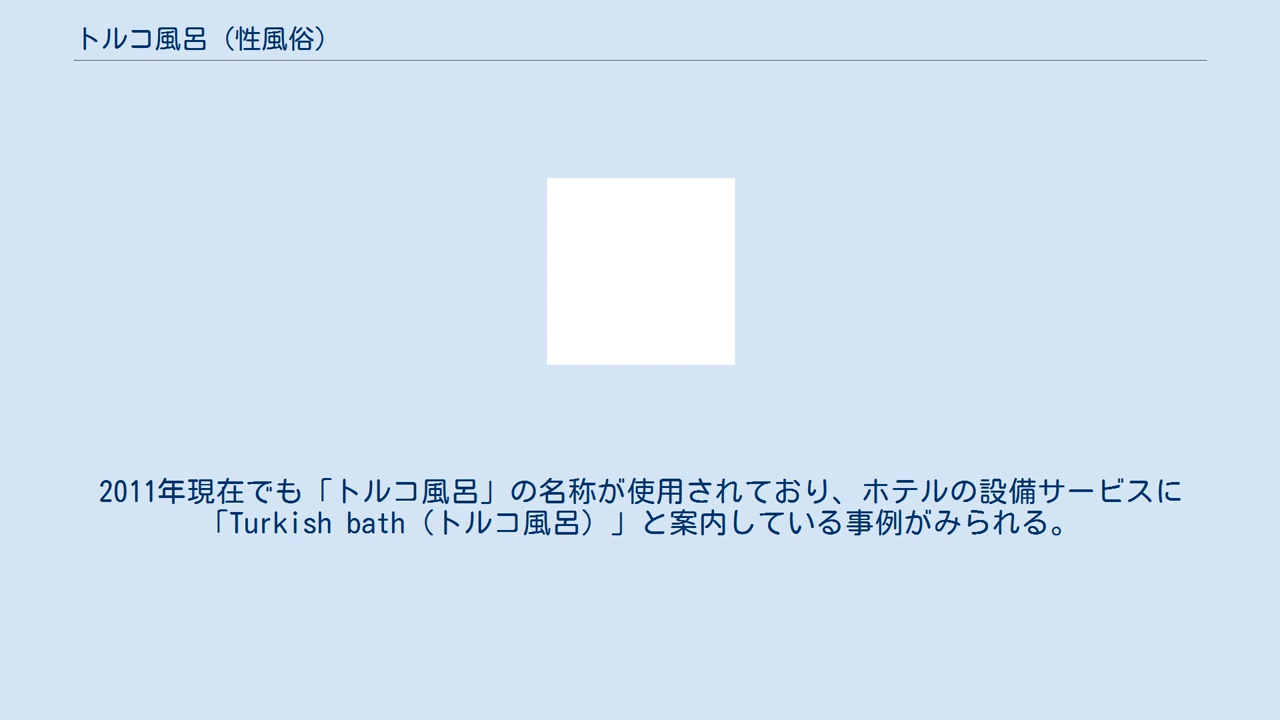 トルコ風呂（性風俗）
2011年現在でも「トルコ風呂」の名称が使用されており、ホテルの設備サービスに
「Turkish bath（トルコ風呂）」と案内している事例がみられる。